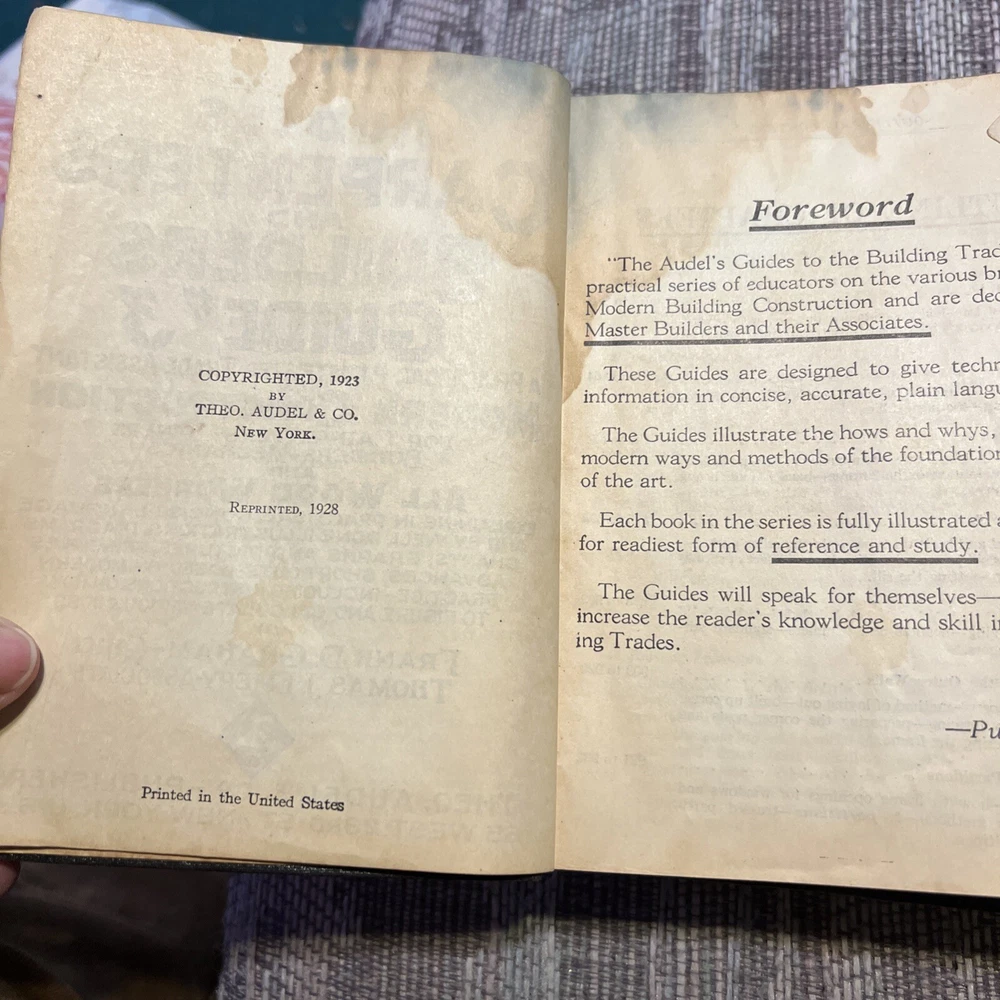 COPYRIGHTED, 1923
BY
THEO. AUDEL & CO.
NEW YORK.
REPRINTED, 1928
Printed in the United States
Foreword
"The Audel's Guides to the Building Trad
practical series of educators on the various b
Modern Building Construction and are dec
Master Builders and their Associates.
These Guides are designed to give techn
information in concise, accurate, plain langu
The Guides illustrate the hows and whys,
modern ways and methods of the foundation
of the art.
Each book in the series is fully illustrated a
for readiest form of reference and study.
The Guides will speak for themselves—
increase the reader's knowledge and skill in
ing Trades.
—Pu